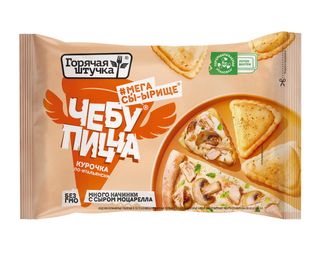 Горячая
штучка
#МЕГА
СЫ-ЫРИЩЕ
ЧЕБУ
ПИЦЦА
КУРОЧКА
ПО-ИТАЛЬЯНСКИ
БЕЗ
ГМО
МНОГО НАЧИНКИ
С СЫРОМ МОЦАРЕЛЛА